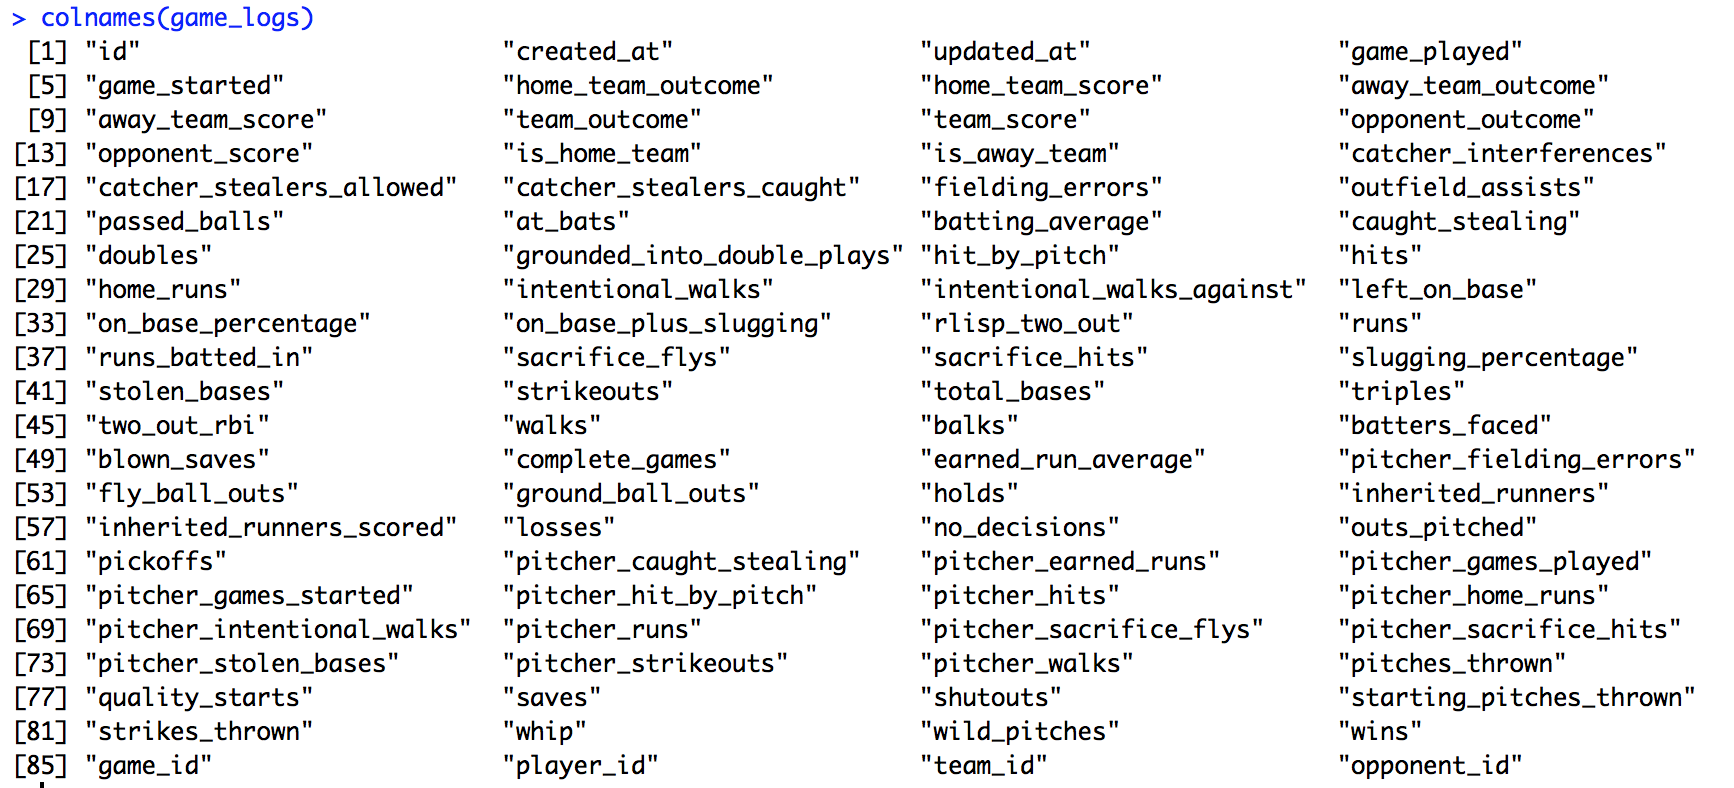 > colnames(game_logs)
[1] "id" "created_at" "updated_at" "game_played"
[5] "game_started" "home_team_outcome" "home_team_score" "away_team_outcome"
[9] "away_team_score" "team_outcome" "team_score" "opponent_outcome"
[13] "opponent_score" "is_home_team" "is_away_team" "catcher_interferences"
[17] "catcher_stealers_allowed" "catcher_stealers_caught" "fielding_errors" "outfield_assists"
[21] "passed_balls" "at_bats" "batting_average" "caught_stealing"
[25] "doubles" "grounded_into_double_plays" "hit_by_pitch" "hits"
[29] "home_runs" "intentional_walks" "intentional_walks_against" "left_on_base"
[33] "on_base_percentage" "on_base_plus_slugging" "rlisp_two_out" "runs"
[37] "runs_batted_in" "sacrifice_flys" "sacrifice_hits" "slugging_percentage"
[41] "stolen_bases" "strikeouts" "total_bases" "triples"
[45] "two_out_rbi" "walks" "balks" "batters_faced"
[49] "blown_saves" "complete_games" "earned_run_average" "pitcher_fielding_errors"
[53] "fly_ball_outs" "ground_ball_outs" "holds" "inherited_runners"
[57] "inherited_runners_scored" "losses" "no_decisions" "outs_pitched"
[61] "pickoffs" "pitcher_caught_stealing" "pitcher_earned_runs" "pitcher_games_played"
[65] "pitcher_games_started" "pitcher_hit_by_pitch" "pitcher_hits" "pitcher_home_runs"
[69] "pitcher_intentional_walks" "pitcher_runs" "pitcher_sacrifice_flys" "pitcher_sacrifice_hits"
[73] "pitcher_stolen_bases" "pitcher_strikeouts" "pitcher_walks" "pitches_thrown"
[77] "quality_starts" "saves" "shutouts" "starting_pitches_thrown"
[81] "strikes_thrown" "whip" "wild_pitches" "wins"
[85] "game_id" "player_id" "team_id" "opponent_id"